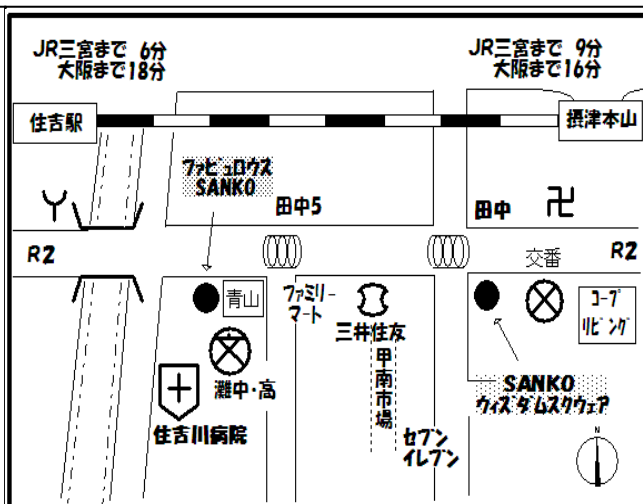 JR三宮まで 6分
大阪まで18分
JR三宮まで 9分
大阪まで16分
住吉駅
摂津本山
ファビュロウス
SANKO
田中5
田中
R2
交番
R2
青山
ファミリー
マート
三井住友
コープ
リビング
甲南市場
灘中・高
SANKO
ウィズダムスクウェア
住吉川病院
セブン
イレブン
N